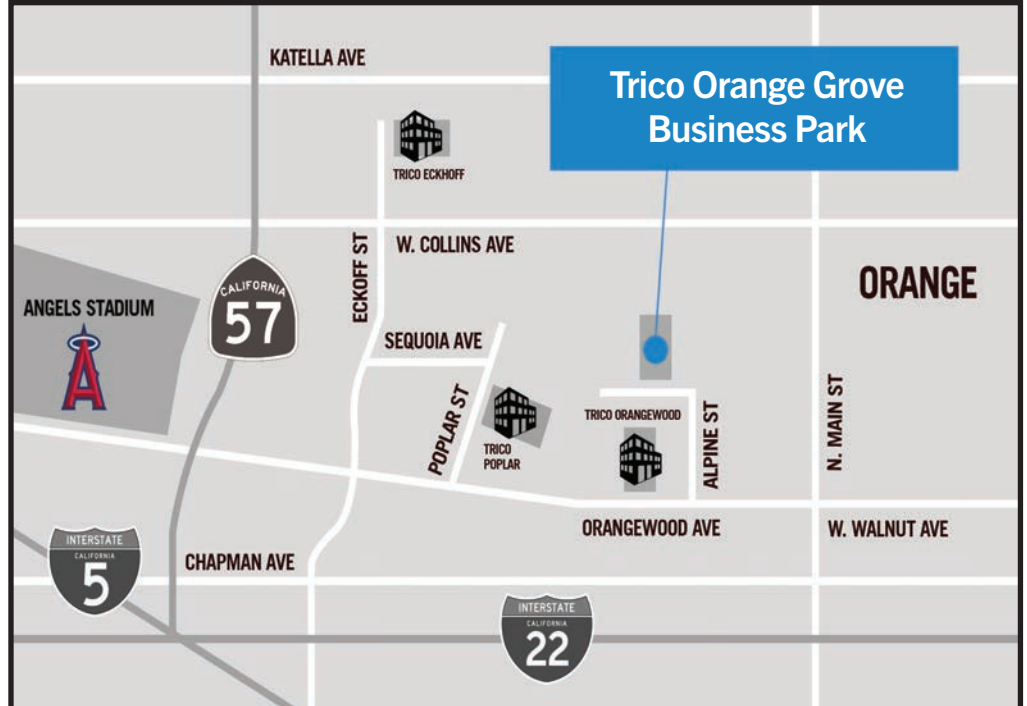 KATELLA AVE
Trico Orange Grove
Business Park
TRICO ECKHOFF
ECKOFF ST
W. COLLINS AVE
ORANGE
ANGELS STADIUM
A
CALIFORNIA
57
SEQUOIA AVE
POPLAR ST
TRICO
POPLAR
TRICO ORANGEWOOD
ALPINE ST
N. MAIN ST
ORANGEWOOD AVE
W. WALNUT AVE
INTERSTATE
CALIFORNIA
5
CHAPMAN AVE
INTERSTATE
CALIFORNIA
22